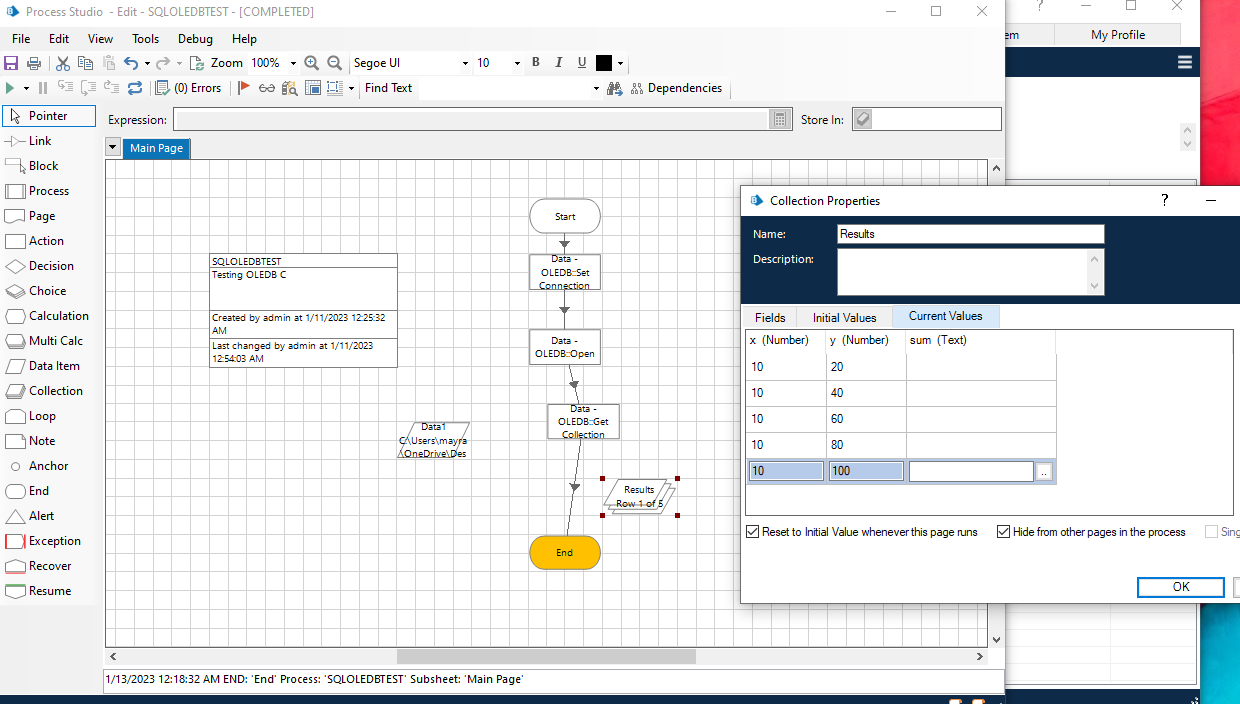 Process Studio - Edit - SQLOLEDBTEST - [COMPLETED]
File Edit View Tools Debug Help
Zoom 100% Segoe UI 10 B I U
(0) Errors Find Text Dependencies
Pointer
Link
Block
Process
Page
Action
Decision
Choice
Calculation
Multi Calc
Data Item
Collection
Loop
Note
Anchor
End
Alert
Exception
Recover
Resume
Expression: Store In:
Main Page
SQLOLEDBTEST
Testing OLEDB C
Created by admin at 1/11/2023 12:25:32
AM
Last changed by admin at 1/11/2023
12:54:03 AM
Start
Data -
OLEDB::Set
Connection
Data -
OLEDB::Open
Data -
OLEDB::Get
Collection
Data1
C:\Users\mayra
\OneDrive\Des
Results
Row 1 of 5
End
1/13/2023 12:18:32 AM END: 'End' Process: 'SQLOLEDBTEST' Subsheet: 'Main Page'
?
My Profile
Collection Properties ?
Name: Results
Description:
Fields Initial Values Current Values
x (Number) y (Number) sum (Text)
10 20
10 40
10 60
10 80
10 100 ..
Reset to Initial Value whenever this page runs Hide from other pages in the process
OK